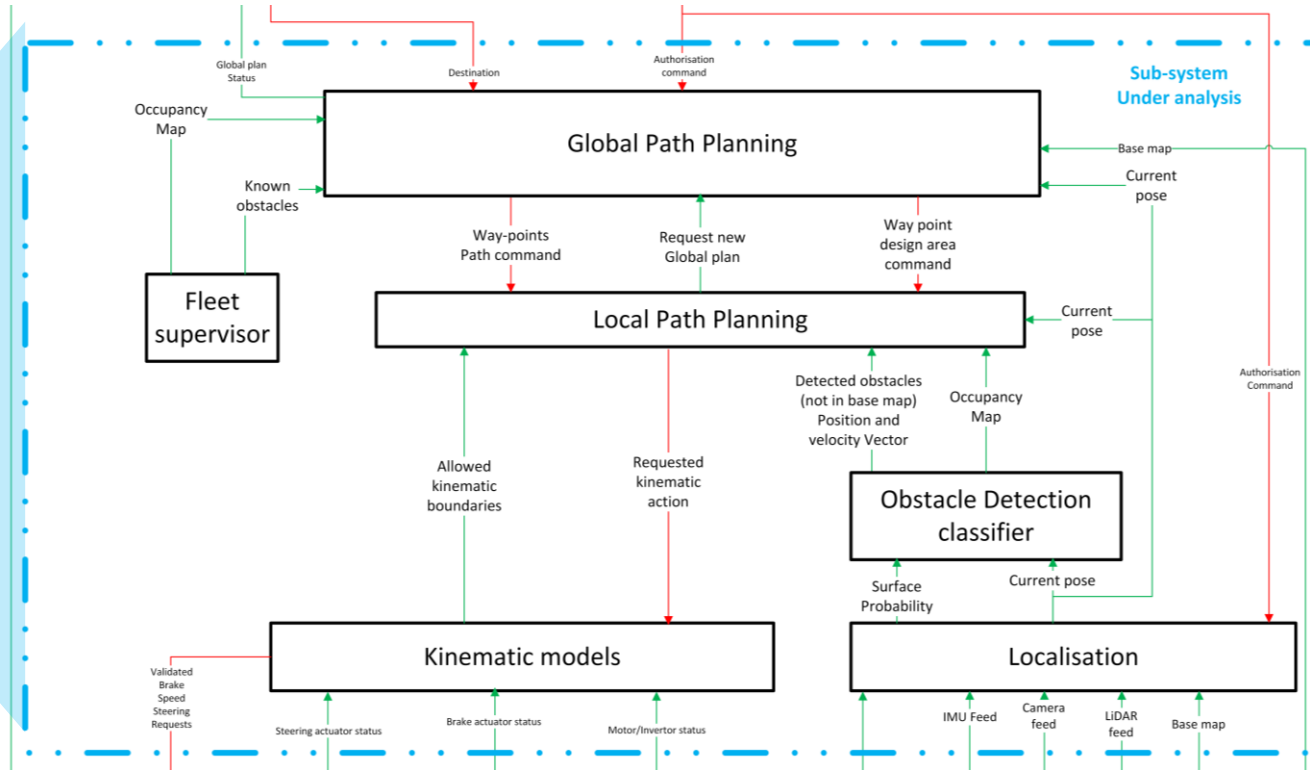 Global plan
Status
Destination
Authorisation
command
Sub-system
Under analysis
Occupancy
Map
Global Path Planning
Base map
Current
pose
Known
obstacles
Way-points
Path command
Request new
Global plan
Way point
design area
command
Fleet
supervisor
Local Path Planning
Current
pose
Authorisation
Command
Detected obstacles
(not in base map)
Position and
velocity Vector
Occupancy
Map
Allowed
kinematic
boundaries
Requested
kinematic
action
Obstacle Detection
classifier
Surface
Probability
Current pose
Kinematic models
Localisation
Validated
Brake
Speed
Steering
Requests
Steering actuator status
Brake actuator status
Motor/Invertor status
IMU Feed
Camera
feed
LiDAR
feed
Base map